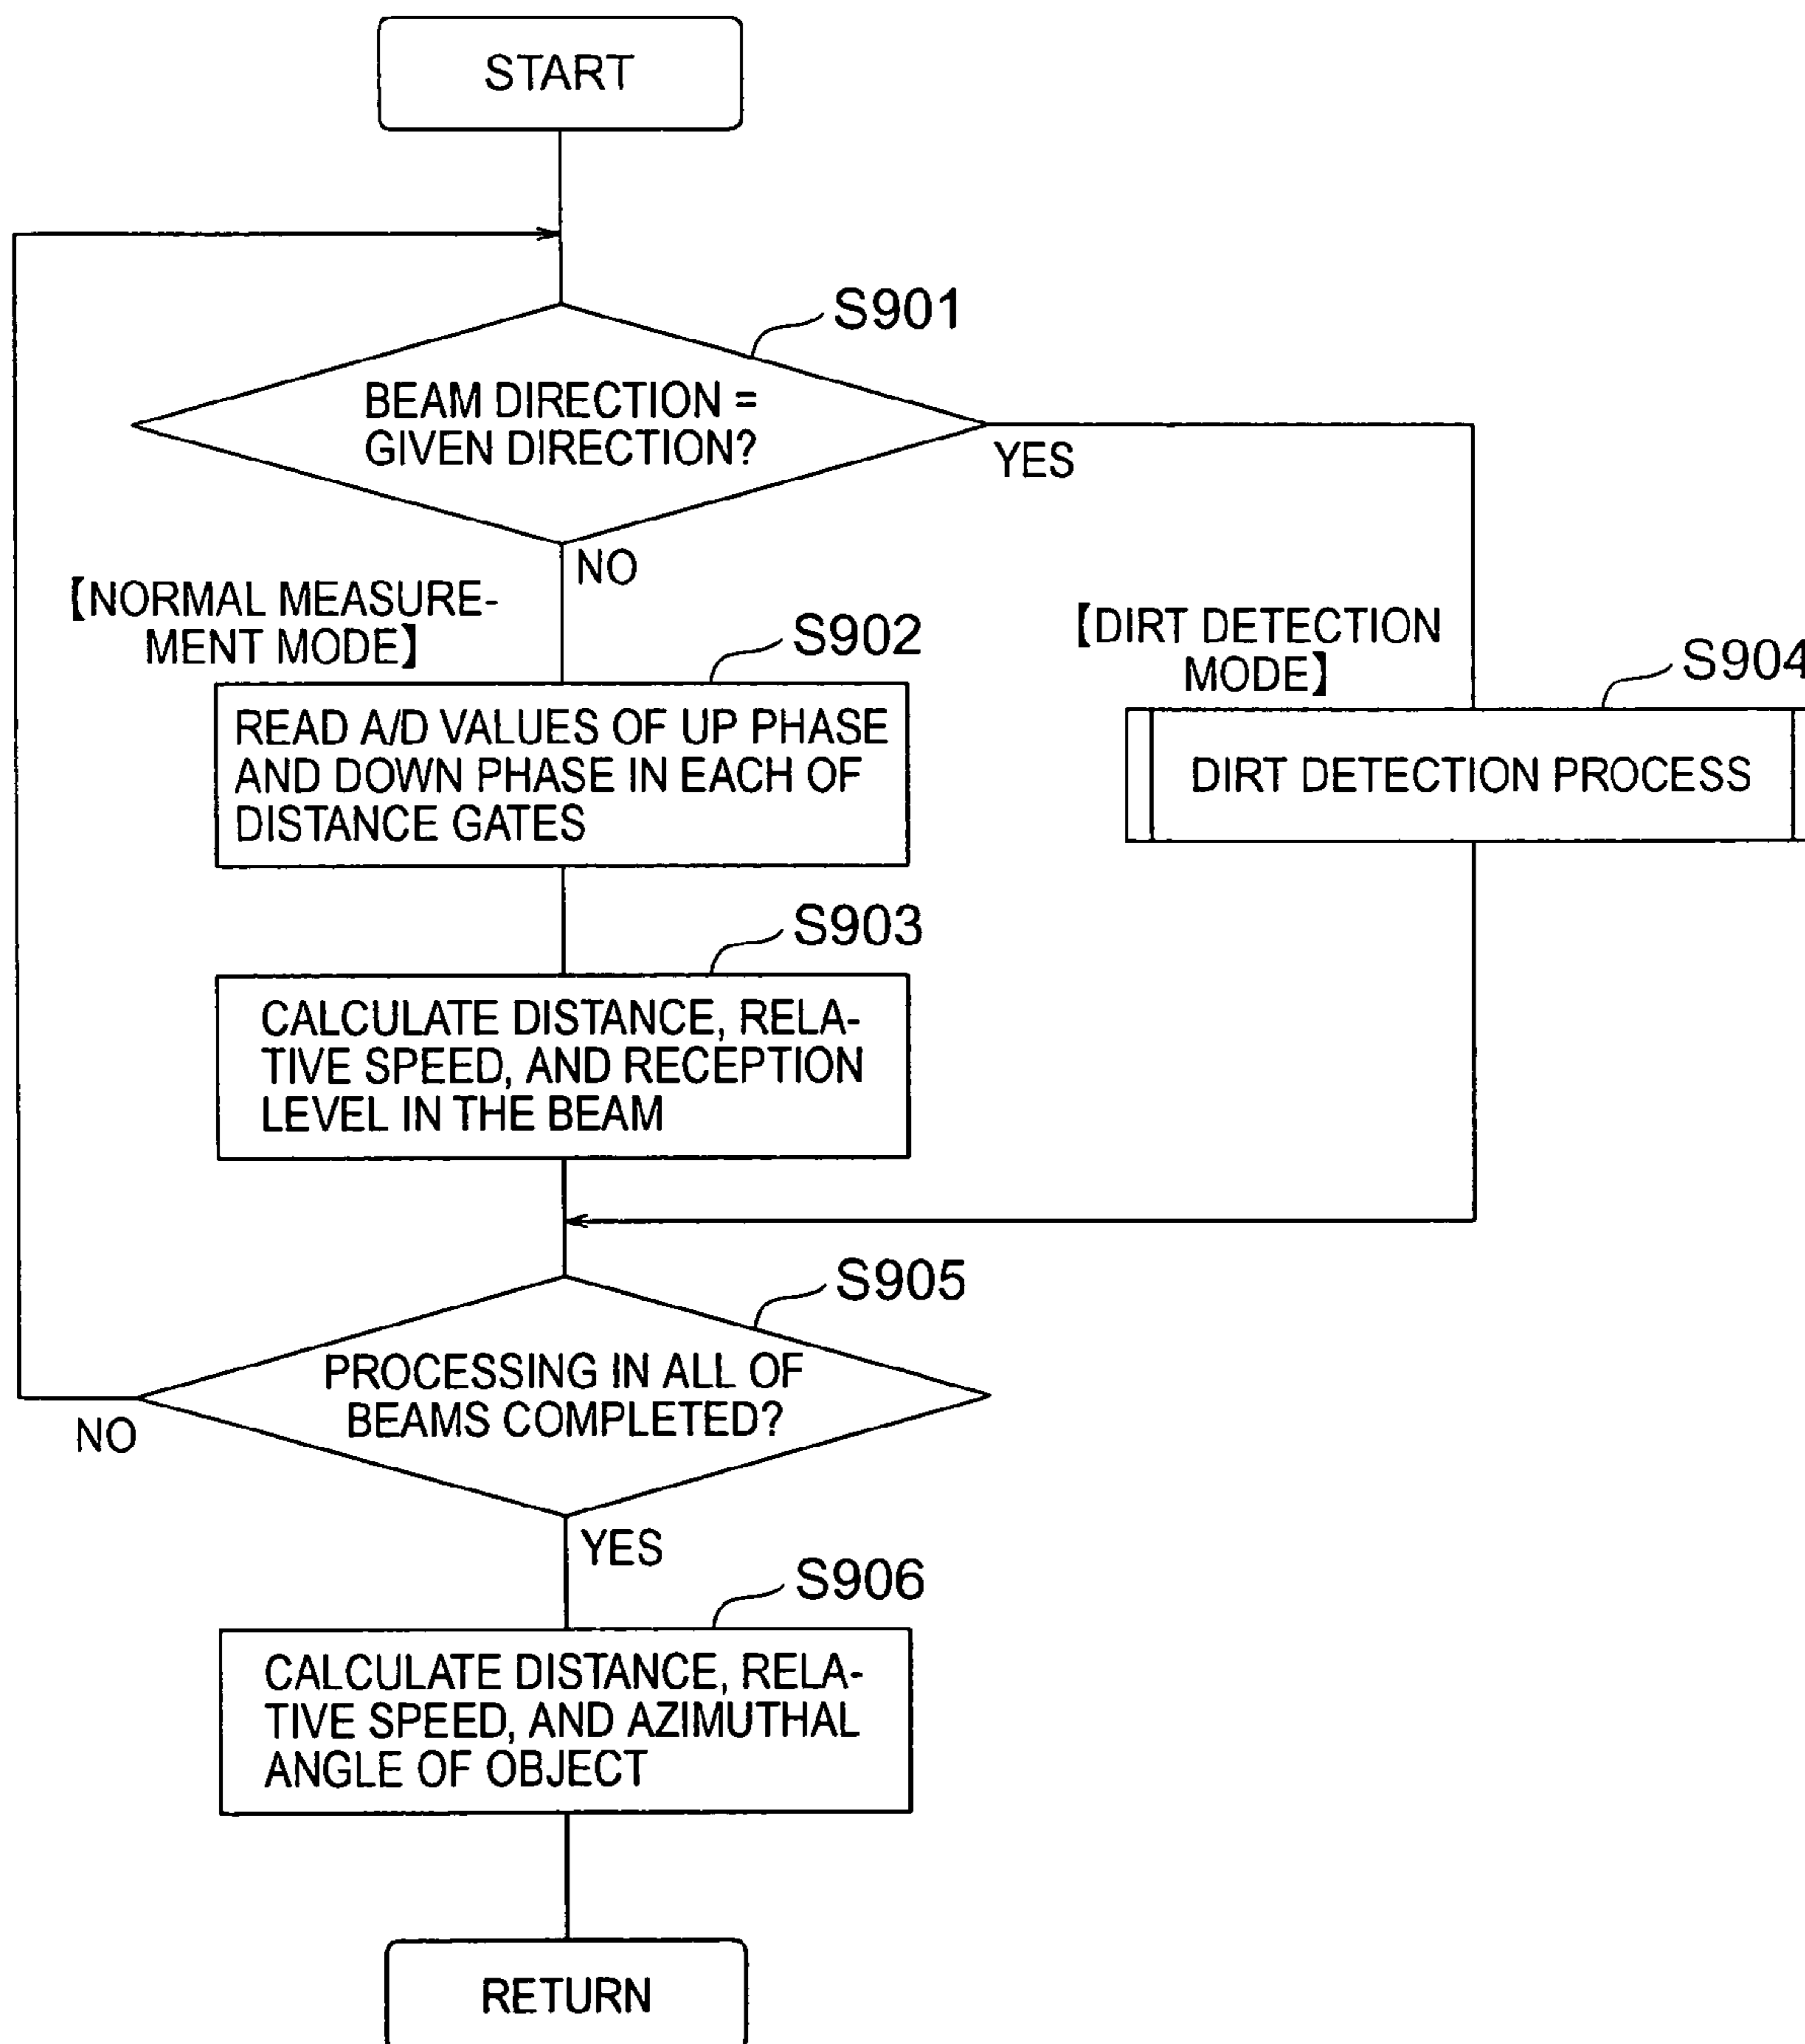 START
S901
BEAM DIRECTION =
GIVEN DIRECTION?
YES
NO
【NORMAL MEASURE-
MENT MODE】
S902
READ A/D VALUES OF UP PHASE
AND DOWN PHASE IN EACH OF
DISTANCE GATES
【DIRT DETECTION
MODE】
S904
DIRT DETECTION PROCESS
S903
CALCULATE DISTANCE, RELA-
TIVE SPEED, AND RECEPTION
LEVEL IN THE BEAM
S905
PROCESSING IN ALL OF
BEAMS COMPLETED?
NO
YES
S906
CALCULATE DISTANCE, RELA-
TIVE SPEED, AND AZIMUTHAL
ANGLE OF OBJECT
RETURN